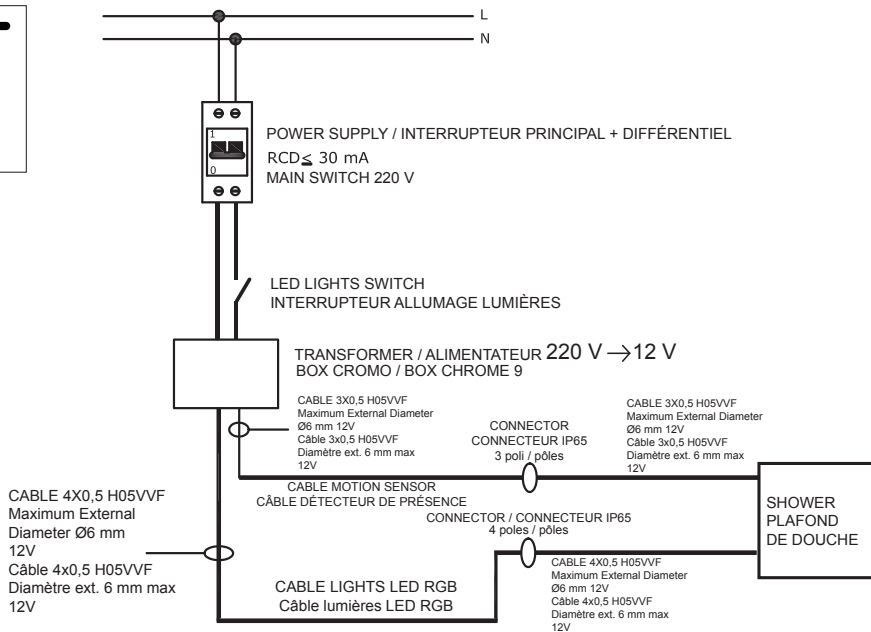 L
N
1
0
POWER SUPPLY / INTERRUPTEUR PRINCIPAL + DIFFÉRENTIEL
RCD≤ 30 mA
MAIN SWITCH 220 V
LED LIGHTS SWITCH
INTERRUPTEUR ALLUMAGE LUMIÈRES
TRANSFORMER / ALIMENTATEUR 220 V → 12 V
BOX CROMO / BOX CHROME 9
CABLE 3X0,5 H05VVF
Maximum External Diameter
Ø6 mm 12V
Câble 3x0,5 H05VVF
Diamètre ext. 6 mm max
12V
CONNECTOR
CONNECTEUR IP65
3 poli / pôles
CABLE 3X0,5 H05VVF
Maximum External Diameter
Ø6 mm 12V
Câble 3x0,5 H05VVF
Diamètre ext. 6 mm max
12V
CABLE MOTION SENSOR
CÂBLE DÉTECTEUR DE PRÉSENCE
SHOWER
PLAFOND
DE DOUCHE
CABLE 4X0,5 H05VVF
Maximum External
Diameter Ø6 mm
12V
Câble 4x0,5 H05VVF
Diamètre ext. 6 mm max
12V
CONNECTOR / CONNECTEUR IP65
4 poles / pôles
CABLE LIGHTS LED RGB
Câble lumières LED RGB
CABLE 4X0,5 H05VVF
Maximum External Diameter
Ø6 mm 12V
Câble 4x0,5 H05VVF
Diamètre ext. 6 mm max
12V